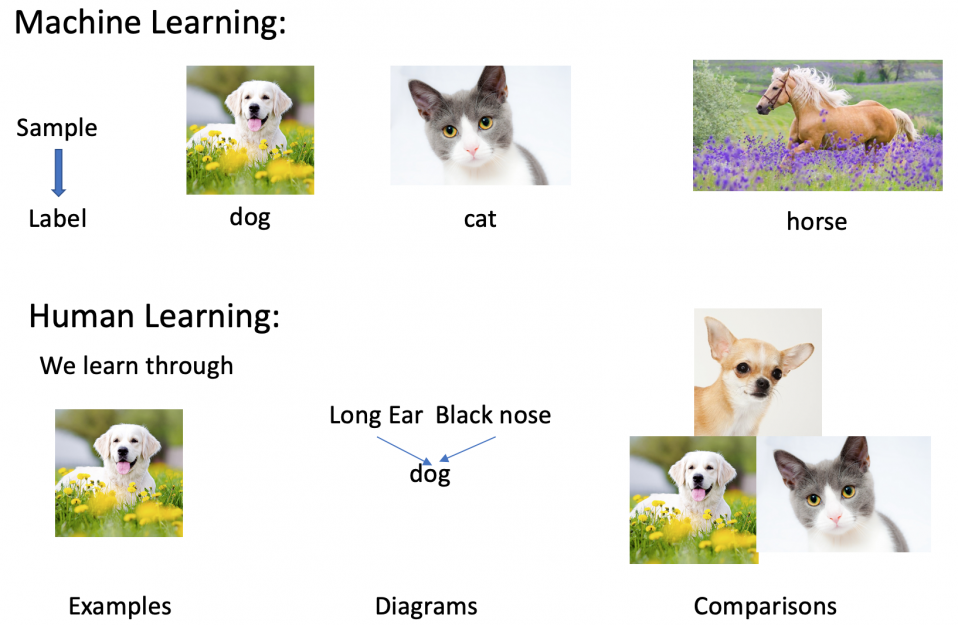 Machine Learning:
Sample
Label
dog
cat
horse
Human Learning:
We learn through
Long Ear Black nose
dog
Examples
Diagrams
Comparisons